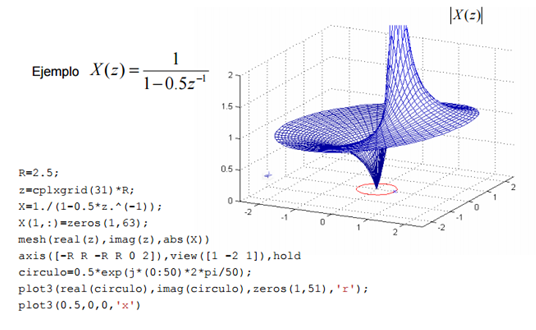 |X(z)|
Ejemplo X(z) = 1 / (1 − 0.5z⁻¹)
2
1.5
1
0.5
0
-2
-1
0
1
2
-2
-1
0
1
2
R=2.5;
z=cplxgrid(31)*R;
X=1./(1-0.5*z.^(-1));
X(1,:)=zeros(1,63);
mesh(real(z),imag(z),abs(X))
axis([-R R -R R 0 2]),view([1 -2 1]),hold
circulo=0.5*exp(j*(0:50)*2*pi/50);
plot3(real(circulo),imag(circulo),zeros(1,51),'r');
plot3(0.5,0,0,'x')